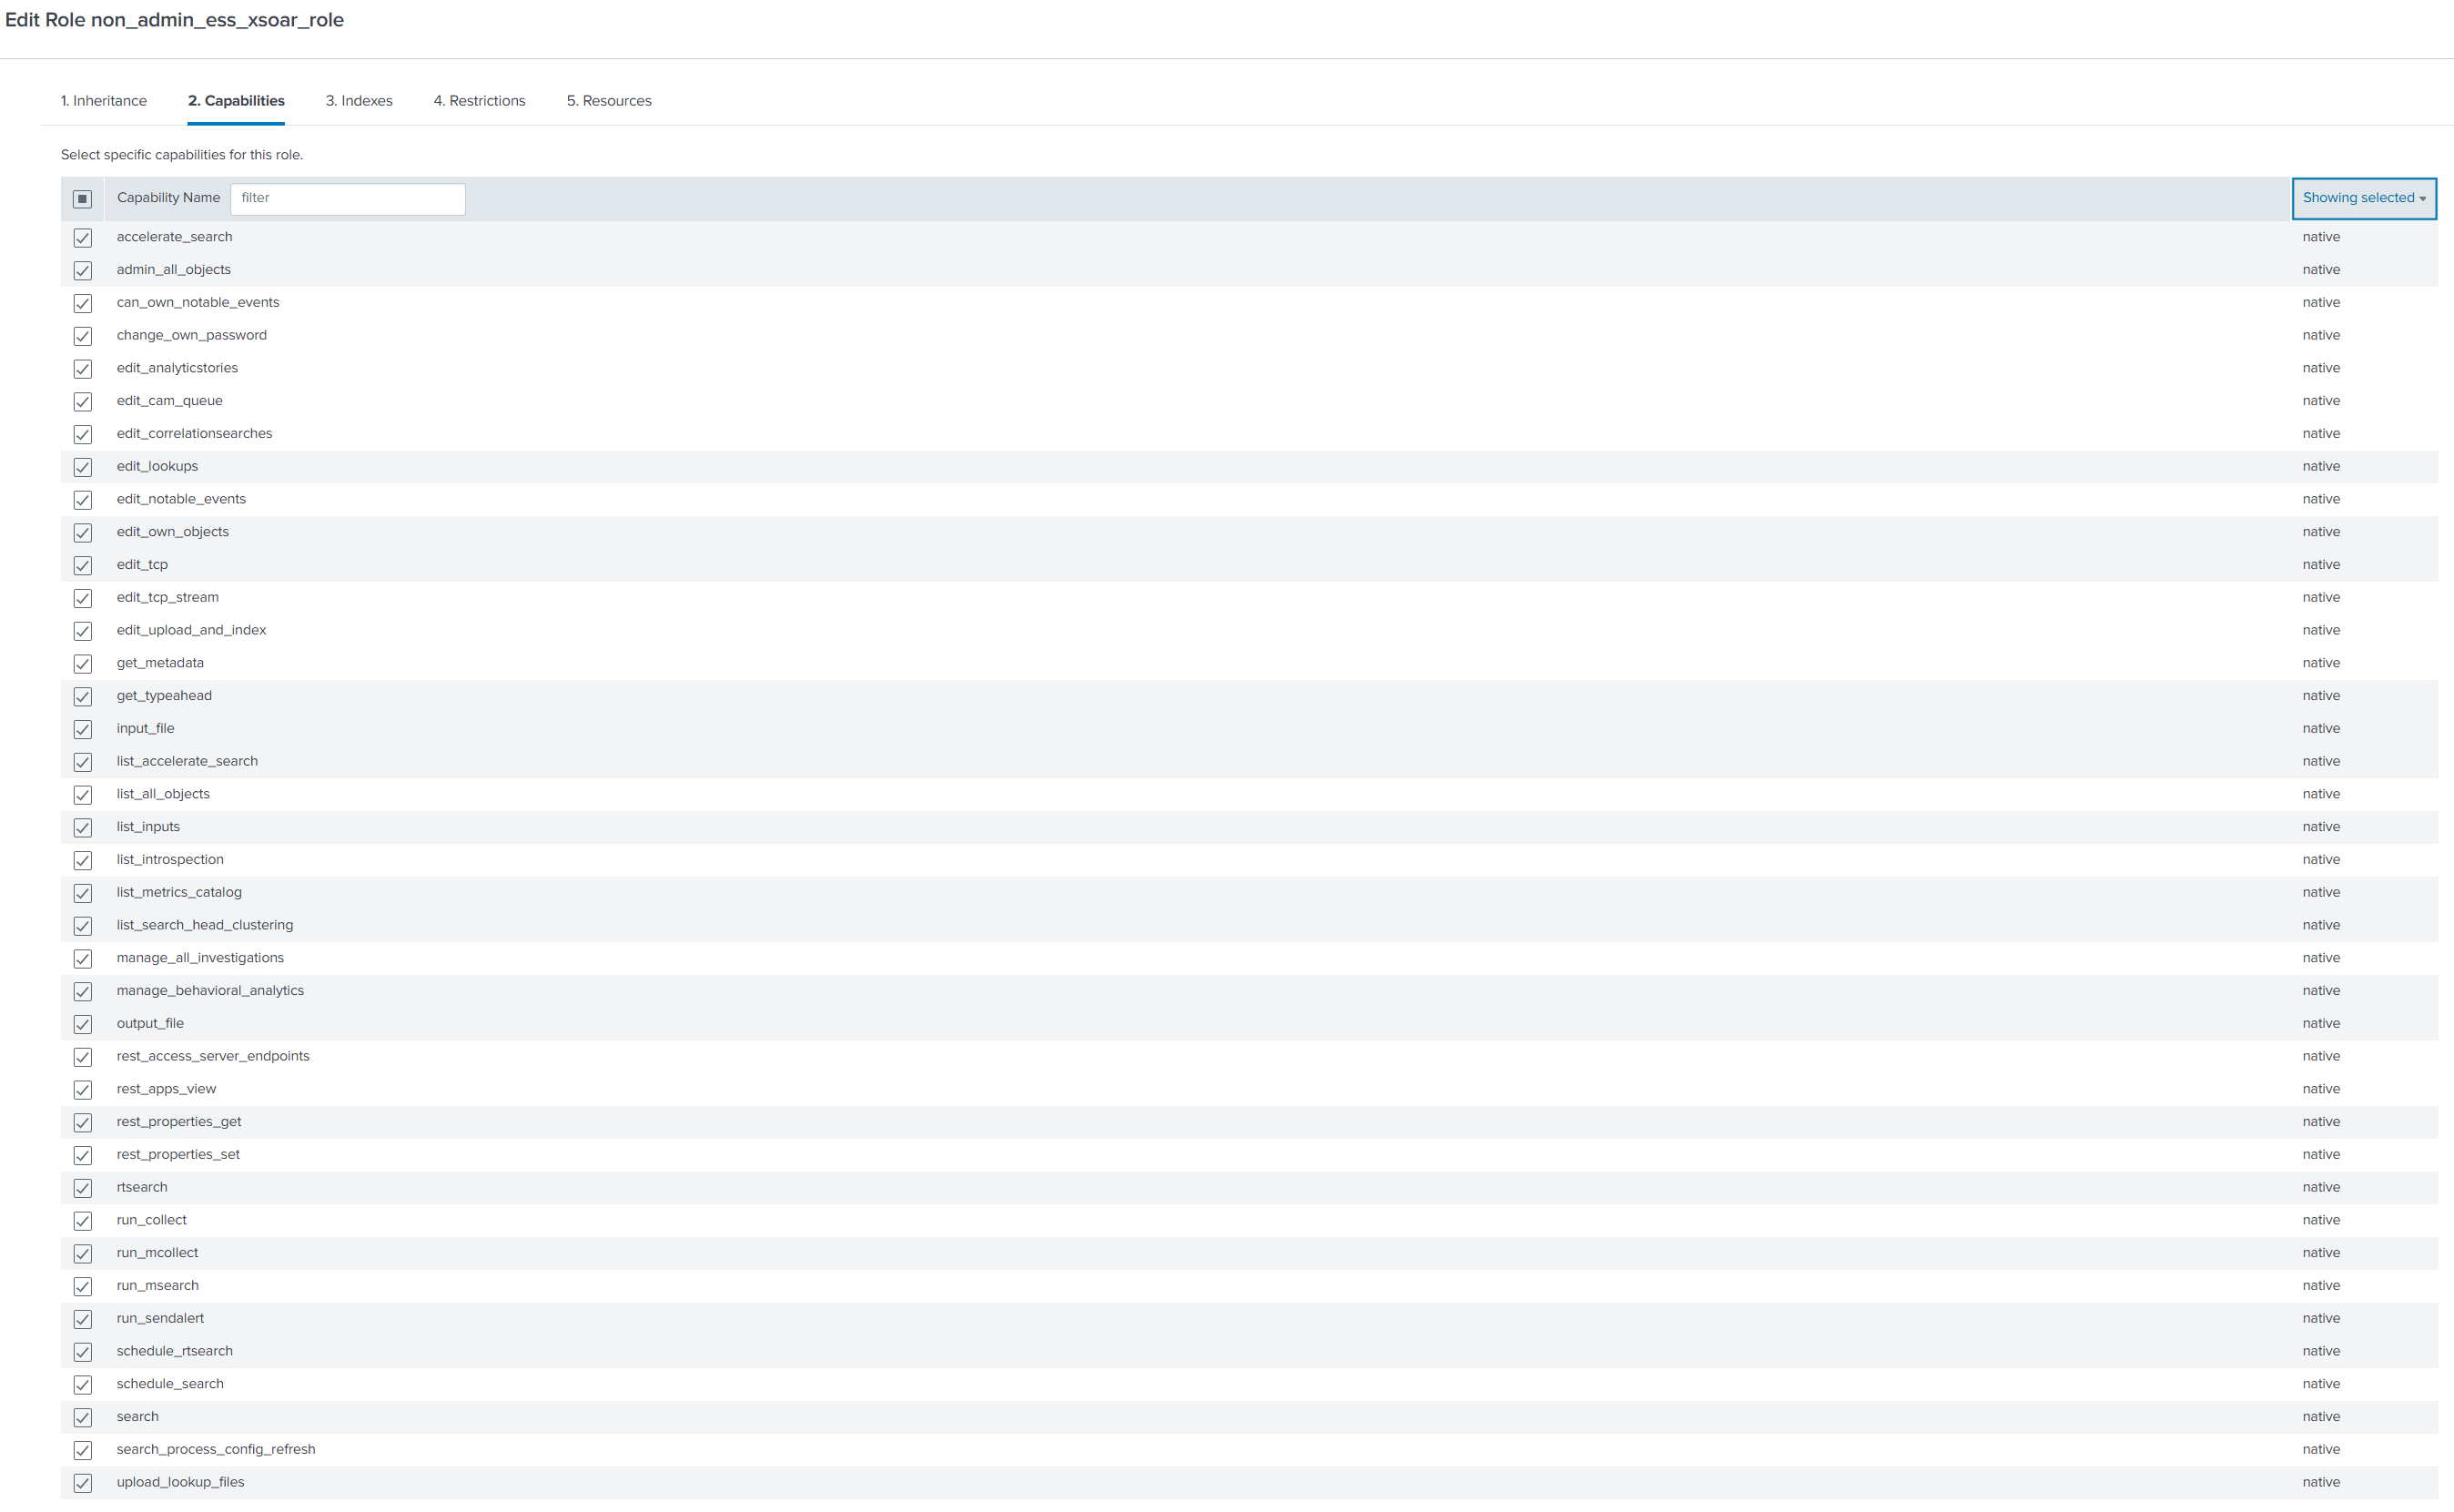 Edit Role non_admin_ess_xsoar_role
1. Inheritance 2. Capabilities 3. Indexes 4. Restrictions 5. Resources
Select specific capabilities for this role.
Capability Name filter Showing selected
accelerate_search native
admin_all_objects native
can_own_notable_events native
change_own_password native
edit_analyticstories native
edit_cam_queue native
edit_correlationsearches native
edit_lookups native
edit_notable_events native
edit_own_objects native
edit_tcp native
edit_tcp_stream native
edit_upload_and_index native
get_metadata native
get_typeahead native
input_file native
list_accelerate_search native
list_all_objects native
list_inputs native
list_introspection native
list_metrics_catalog native
list_search_head_clustering native
manage_all_investigations native
manage_behavioral_analytics native
output_file native
rest_access_server_endpoints native
rest_apps_view native
rest_properties_get native
rest_properties_set native
rtsearch native
run_collect native
run_mcollect native
run_msearch native
run_sendalert native
schedule_rtsearch native
schedule_search native
search native
search_process_config_refresh native
upload_lookup_files native